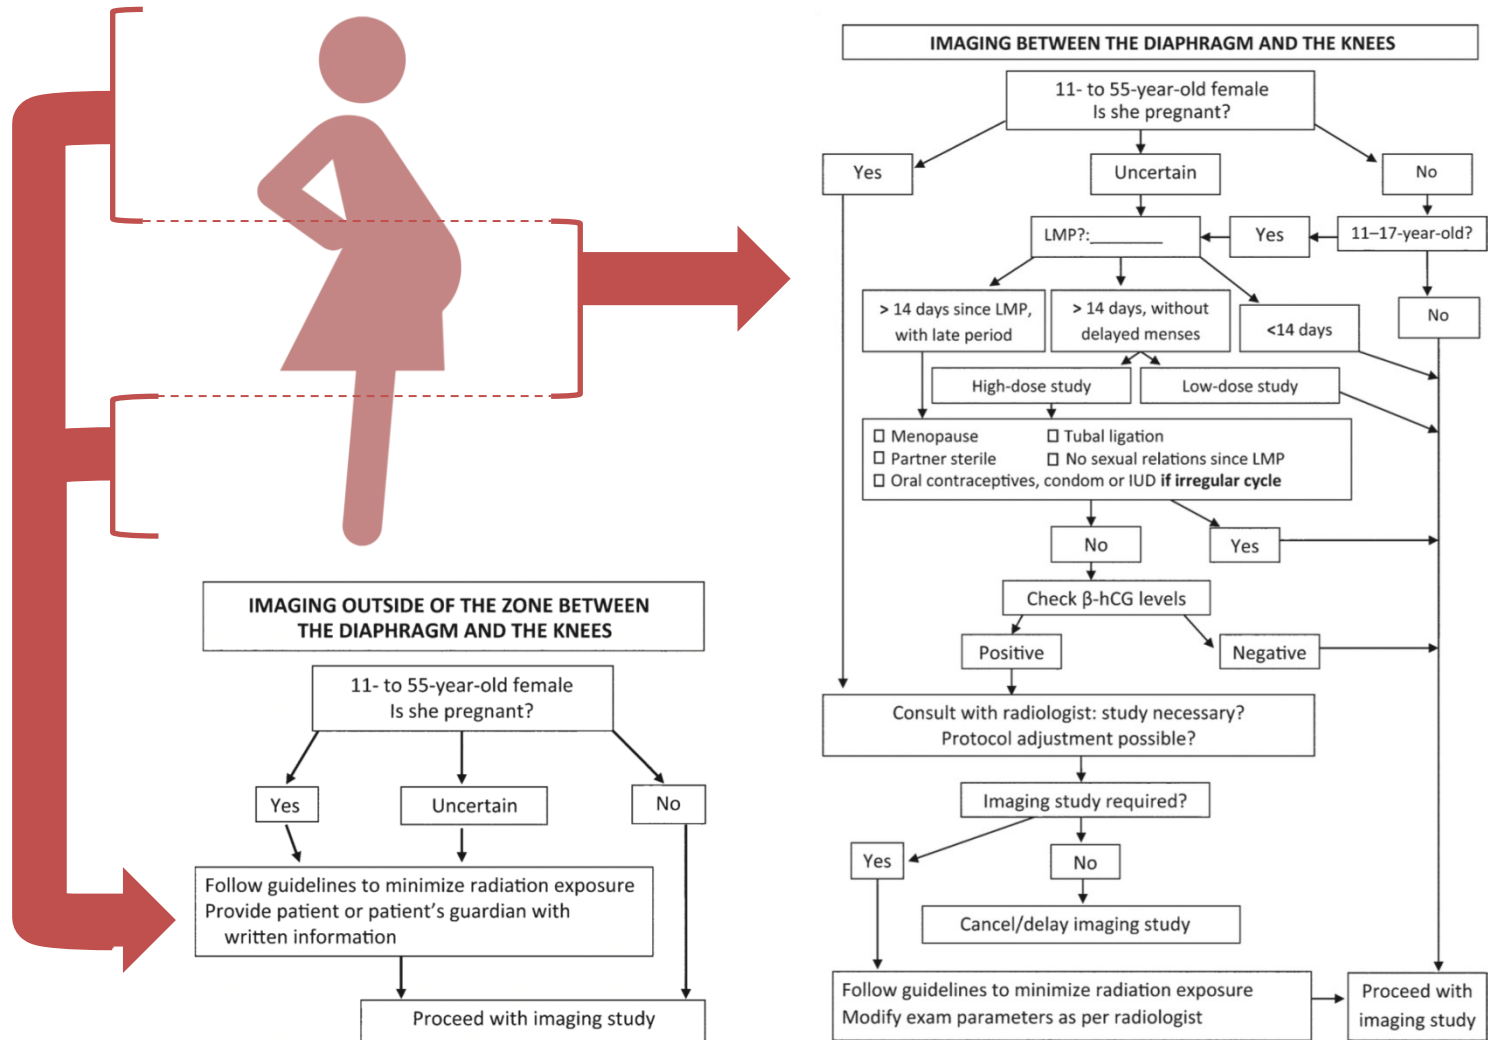 IMAGING BETWEEN THE DIAPHRAGM AND THE KNEES
11- to 55-year-old female
Is she pregnant?
Yes
Uncertain
No
LMP?:_________
Yes
11–17-year-old?
> 14 days since LMP,
with late period
> 14 days, without
delayed menses
<14 days
No
High-dose study
Low-dose study
☐ Menopause
☐ Tubal ligation
☐ Partner sterile
☐ No sexual relations since LMP
☐ Oral contraceptives, condom or IUD if irregular cycle
No
Yes
Check β-hCG levels
Positive
Negative
Consult with radiologist: study necessary?
Protocol adjustment possible?
Imaging study required?
Yes
No
Cancel/delay imaging study
Follow guidelines to minimize radiation exposure
Modify exam parameters as per radiologist
Proceed with
imaging study
IMAGING OUTSIDE OF THE ZONE BETWEEN
THE DIAPHRAGM AND THE KNEES
11- to 55-year-old female
Is she pregnant?
Yes
Uncertain
No
Follow guidelines to minimize radiation exposure
Provide patient or patient’s guardian with
written information
Proceed with imaging study